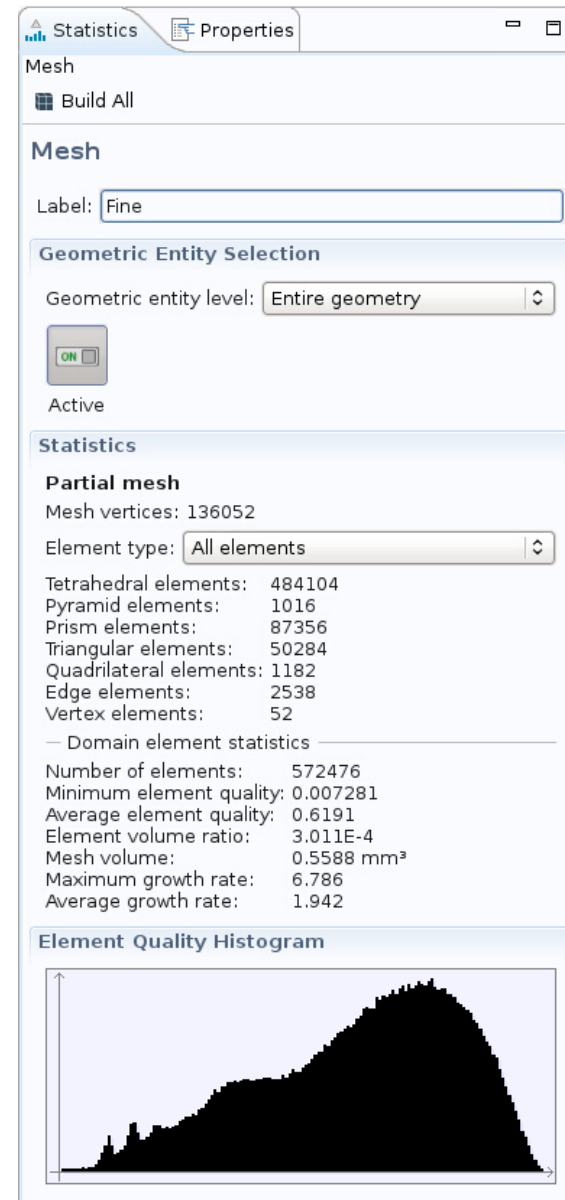 Statistics Properties
Mesh
Build All
Mesh
Label: Fine
Geometric Entity Selection
Geometric entity level: Entire geometry
ON
Active
Statistics
Partial mesh
Mesh vertices: 136052
Element type: All elements
Tetrahedral elements: 484104
Pyramid elements: 1016
Prism elements: 87356
Triangular elements: 50284
Quadrilateral elements: 1182
Edge elements: 2538
Vertex elements: 52
Domain element statistics
Number of elements: 572476
Minimum element quality: 0.007281
Average element quality: 0.6191
Element volume ratio: 3.011E-4
Mesh volume: 0.5588 mm³
Maximum growth rate: 6.786
Average growth rate: 1.942
Element Quality Histogram